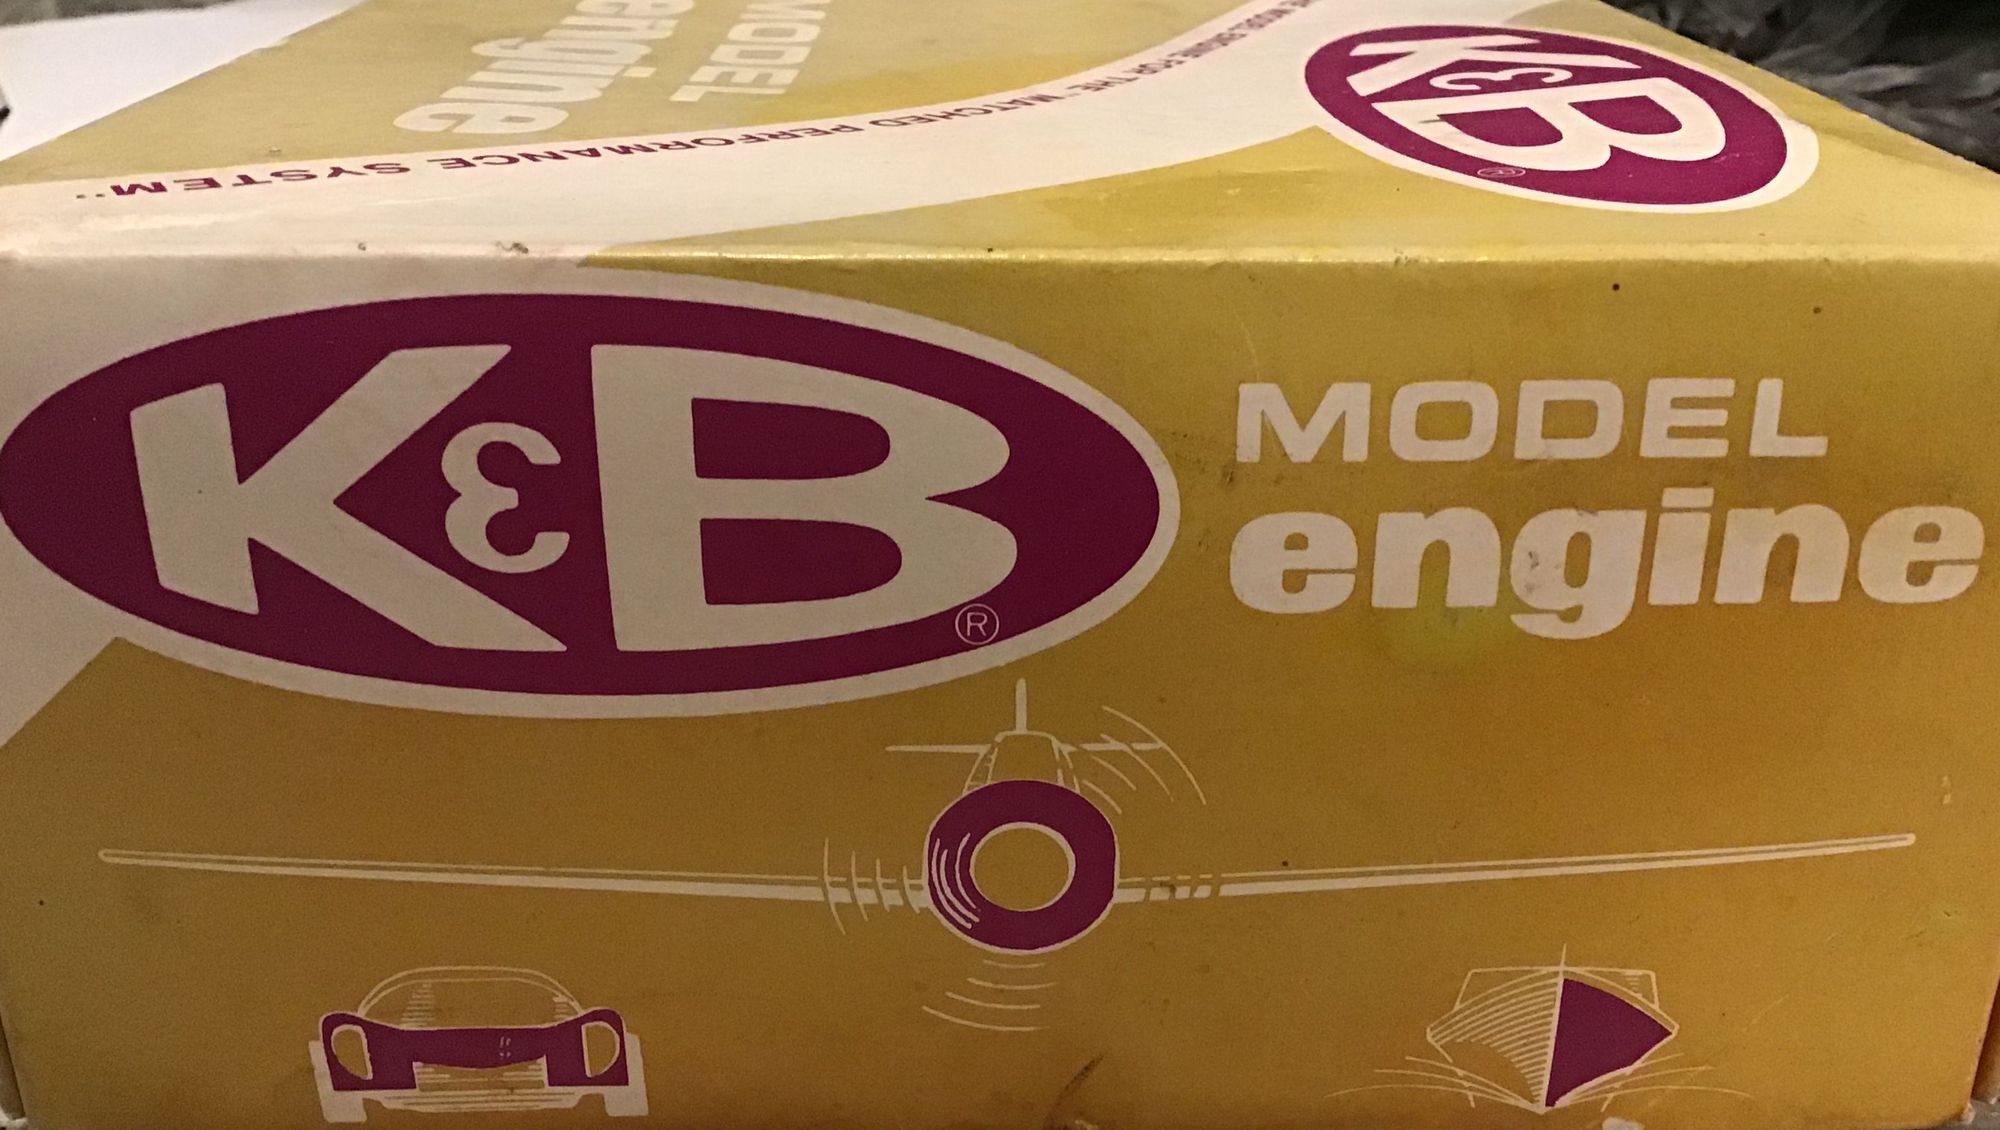 MODEL
engine
THE MODEL ENGINE FOR THE "MATCHED PERFORMANCE SYSTEM"
K&B®
K&B®
MODEL
engine